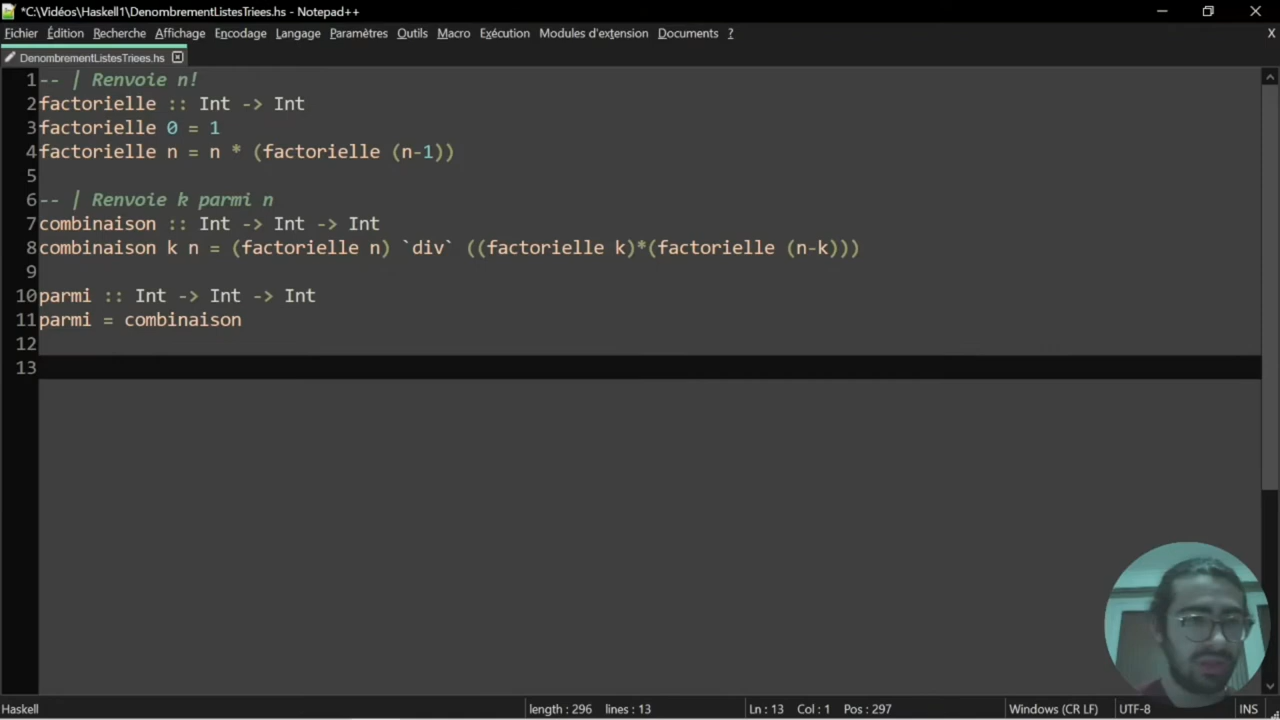 *C:\Vidéos\Haskell1\DenombrementListesTriees.hs - Notepad++
Fichier Édition Recherche Affichage Encodage Langage Paramètres Outils Macro Exécution Modules d'extension Documents ? X
DenombrementListesTriees.hs
1 -- | Renvoie n!
2 factorielle :: Int -> Int
3 factorielle 0 = 1
4 factorielle n = n * (factorielle (n-1))
5
6 -- | Renvoie k parmi n
7 combinaison :: Int -> Int -> Int
8 combinaison k n = (factorielle n) `div` ((factorielle k)*(factorielle (n-k)))
9
10 parmi :: Int -> Int -> Int
11 parmi = combinaison
12
13
Haskell length : 296 lines : 13 Ln : 13 Col : 1 Pos : 297 Windows (CR LF) UTF-8 INS